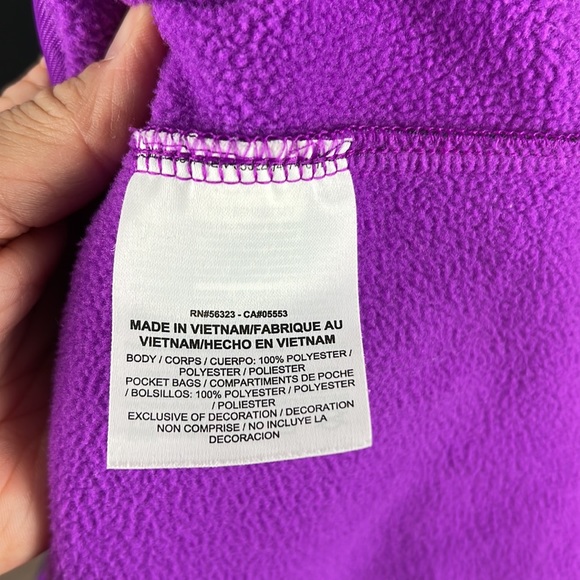 RN#56323 - CA#05553
MADE IN VIETNAM/FABRIQUE AU
VIETNAM/HECHO EN VIETNAM
BODY / CORPS / CUERPO: 100% POLYESTER /
POLYESTER / POLIESTER
POCKET BAGS / COMPARTIMENTS DE POCHE
/ BOLSILLOS: 100% POLYESTER / POLYESTER
/ POLIESTER
EXCLUSIVE OF DECORATION / DECORATION
NON COMPRISE / NO INCLUYE LA
DECORACION